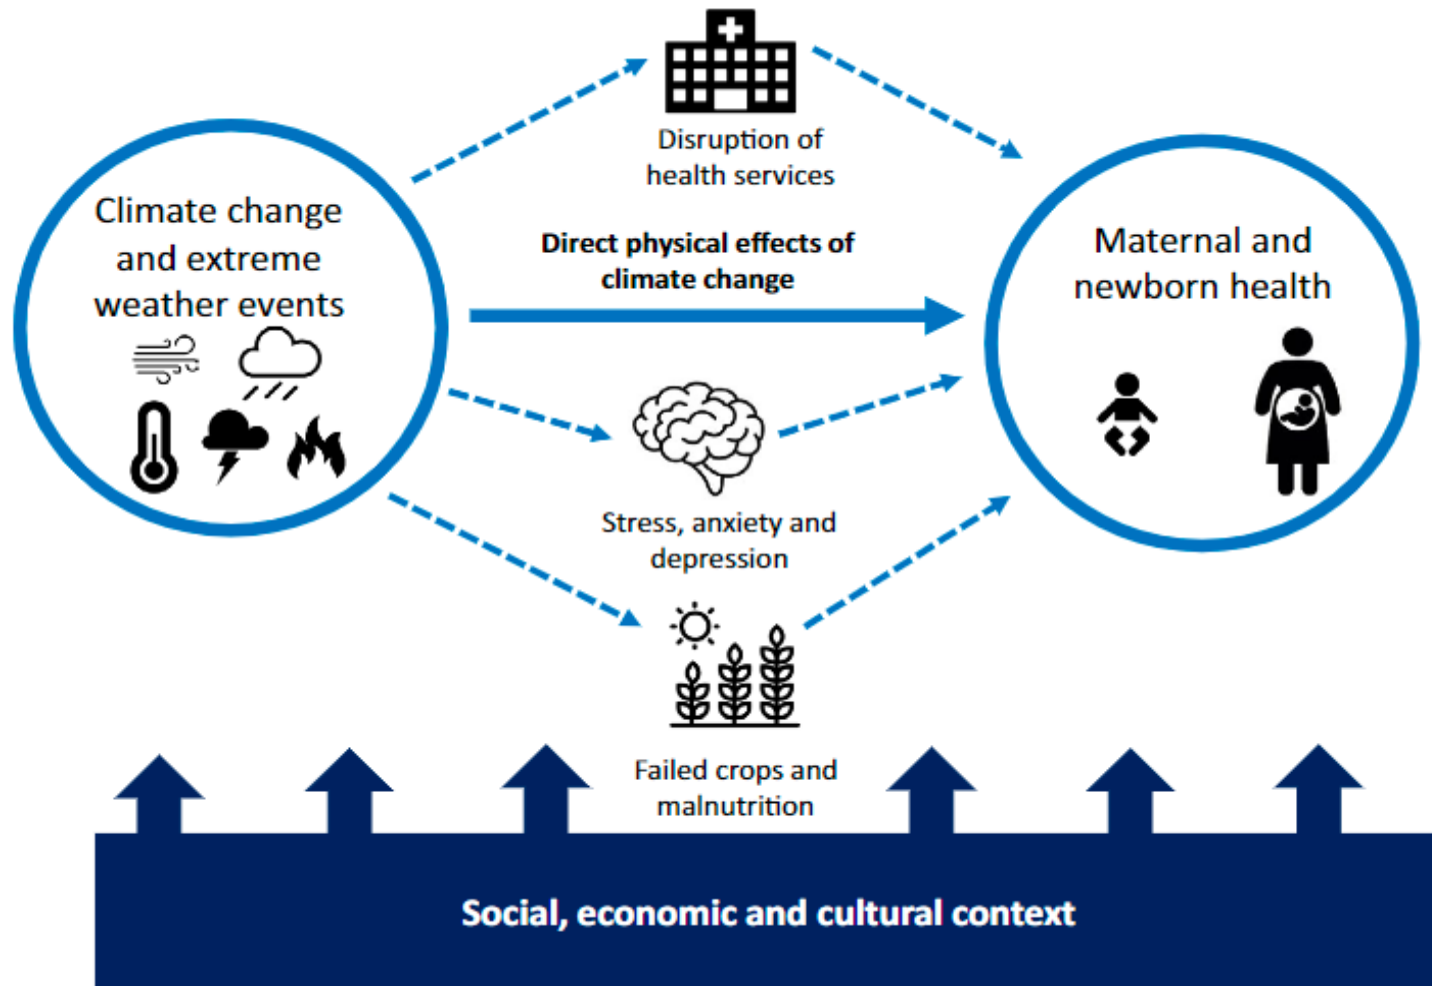 Disruption of
health services
Climate change
and extreme
weather events
Direct physical effects of
climate change
Maternal and
newborn health
Stress, anxiety and
depression
Failed crops and
malnutrition
Social, economic and cultural context